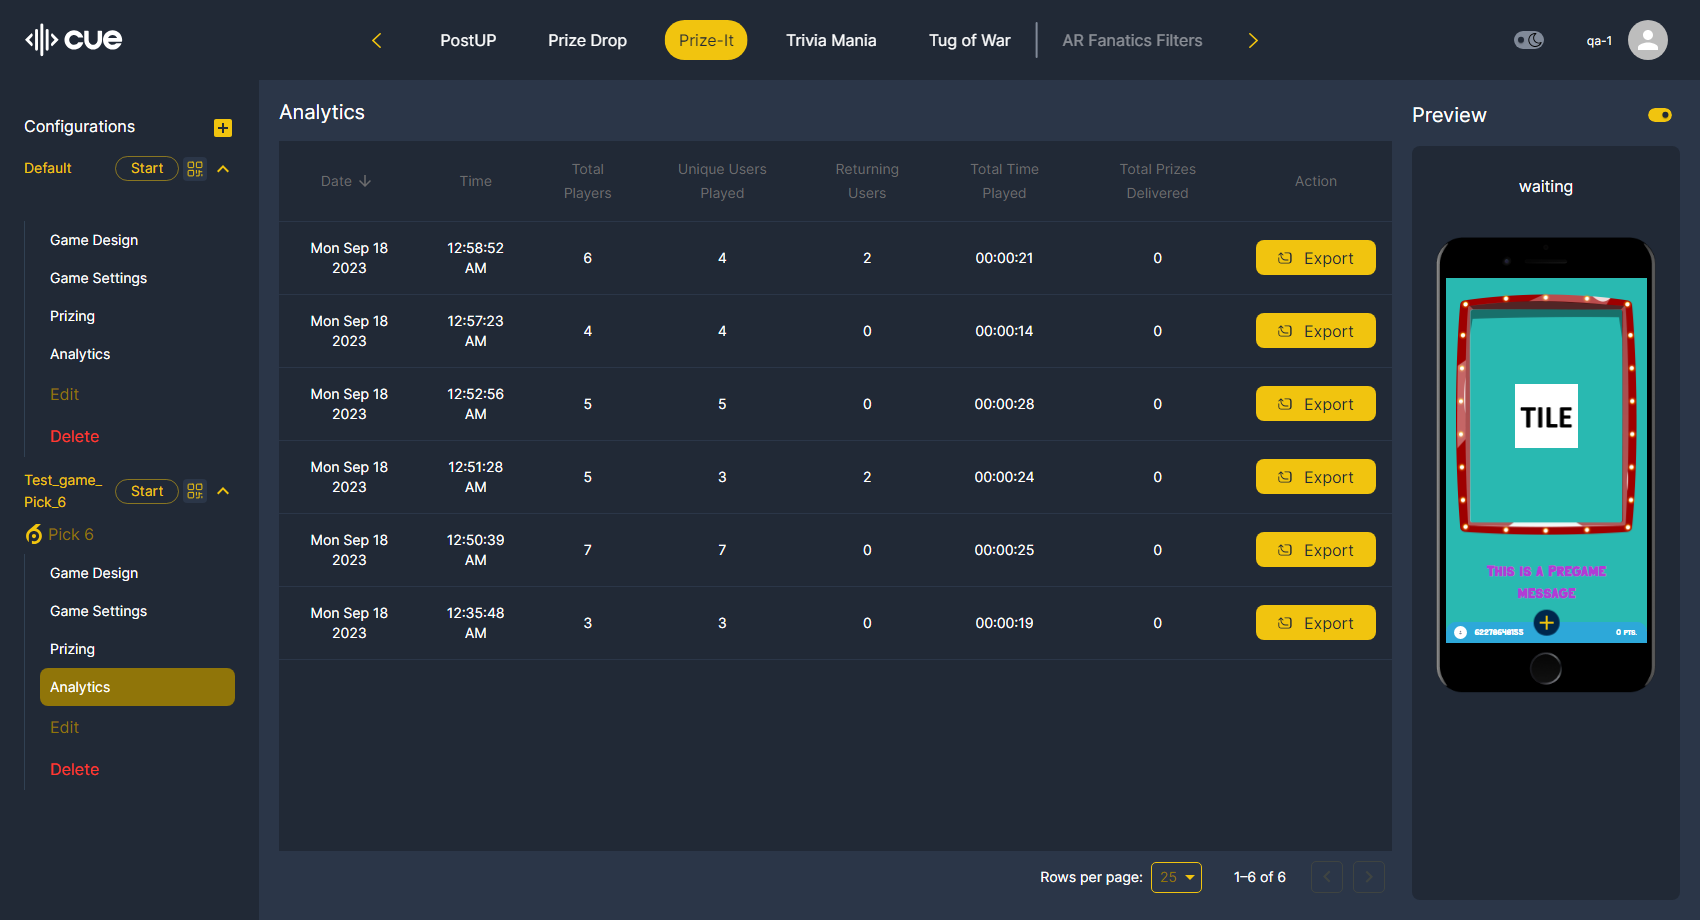 cue
PostUP
Prize Drop
Prize-It
Trivia Mania
Tug of War
AR Fanatics Filters
qa-1
Configurations
Default
Start
Game Design
Game Settings
Prizing
Analytics
Edit
Delete
Test_game_
Pick_6
Start
Pick 6
Game Design
Game Settings
Prizing
Analytics
Edit
Delete
Analytics
Date
Time
Total
Players
Unique Users
Played
Returning
Users
Total Time
Played
Total Prizes
Delivered
Action
Mon Sep 18
2023
12:58:52
AM
6
4
2
00:00:21
0
Export
Mon Sep 18
2023
12:57:23
AM
4
4
0
00:00:14
0
Export
Mon Sep 18
2023
12:52:56
AM
5
5
0
00:00:28
0
Export
Mon Sep 18
2023
12:51:28
AM
5
3
2
00:00:24
0
Export
Mon Sep 18
2023
12:50:39
AM
7
7
0
00:00:25
0
Export
Mon Sep 18
2023
12:35:48
AM
3
3
0
00:00:19
0
Export
Rows per page:
25
1–6 of 6
Preview
waiting
TILE
THIS IS A PREGAME
MESSAGE
0 PTS.